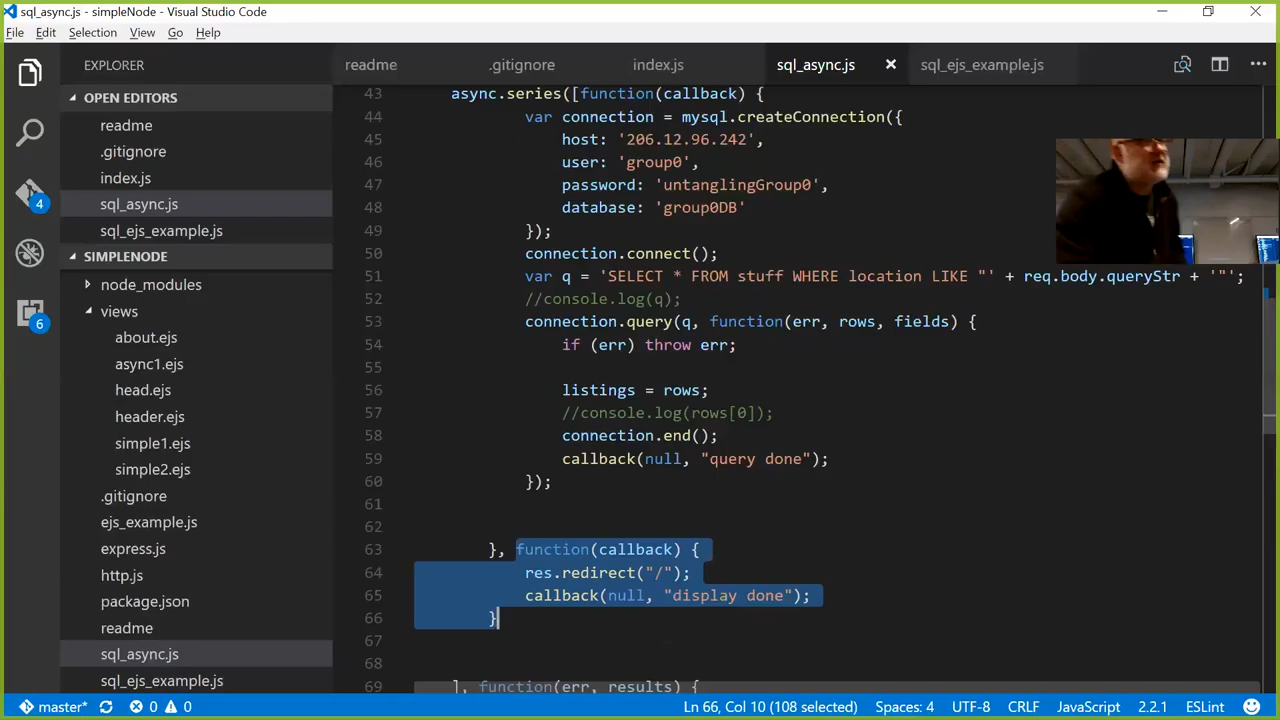 sql_async.js - simpleNode - Visual Studio Code
File Edit Selection View Go Help
EXPLORER
OPEN EDITORS
readme
.gitignore
index.js
sql_async.js
sql_ejs_example.js
SIMPLENODE
node_modules
views
about.ejs
async1.ejs
head.ejs
header.ejs
simple1.ejs
simple2.ejs
.gitignore
ejs_example.js
express.js
http.js
package.json
readme
sql_async.js
sql_ejs_example.js
4
6
readme .gitignore index.js sql_async.js sql_ejs_example.js
43 async.series([function(callback) {
44 var connection = mysql.createConnection({
45 host: '206.12.96.242',
46 user: 'group0',
47 password: 'untanglingGroup0',
48 database: 'group0DB'
49 });
50 connection.connect();
51 var q = 'SELECT * FROM stuff WHERE location LIKE "' + req.body.queryStr + '"';
52 //console.log(q);
53 connection.query(q, function(err, rows, fields) {
54 if (err) throw err;
55
56 listings = rows;
57 //console.log(rows[0]);
58 connection.end();
59 callback(null, "query done");
60 });
61
62
63 }, function(callback) {
64 res.redirect("/");
65 callback(null, "display done");
66 }
67
68
69 ], function(err, results) {
master* 0 0 Ln 66, Col 10 (108 selected) Spaces: 4 UTF-8 CRLF JavaScript 2.2.1 ESLint